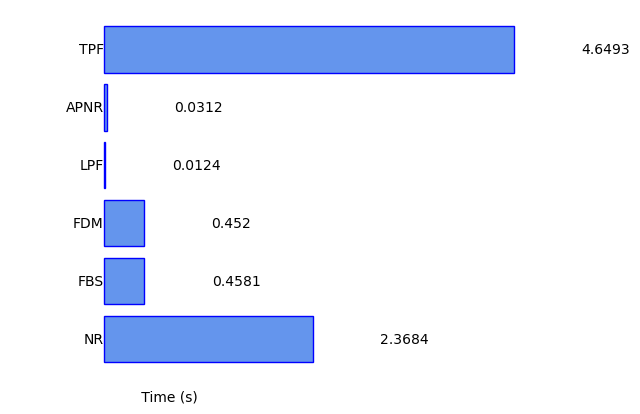 TPF 4.6493
APNR 0.0312
LPF 0.0124
FDM 0.452
FBS 0.4581
NR 2.3684
Time (s)